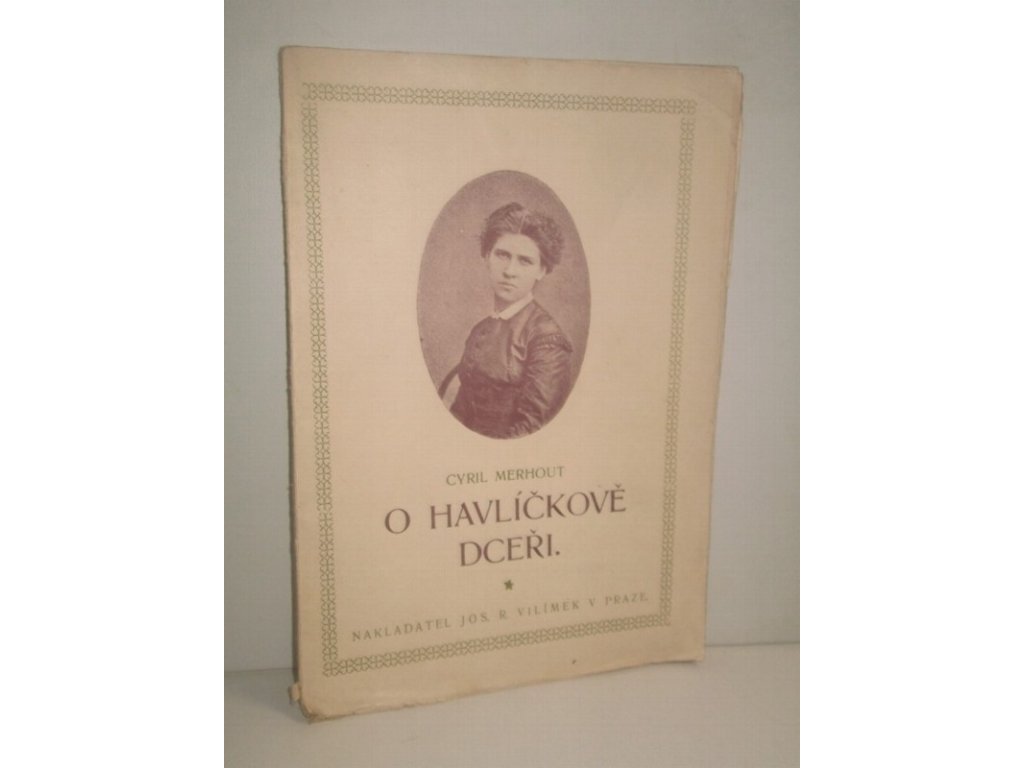 CYRIL MERHOUT
O HAVLÍČKOVĚ
DCEŘI.
NAKLADATEL JOS. R. VILÍMEK V PRAZE.